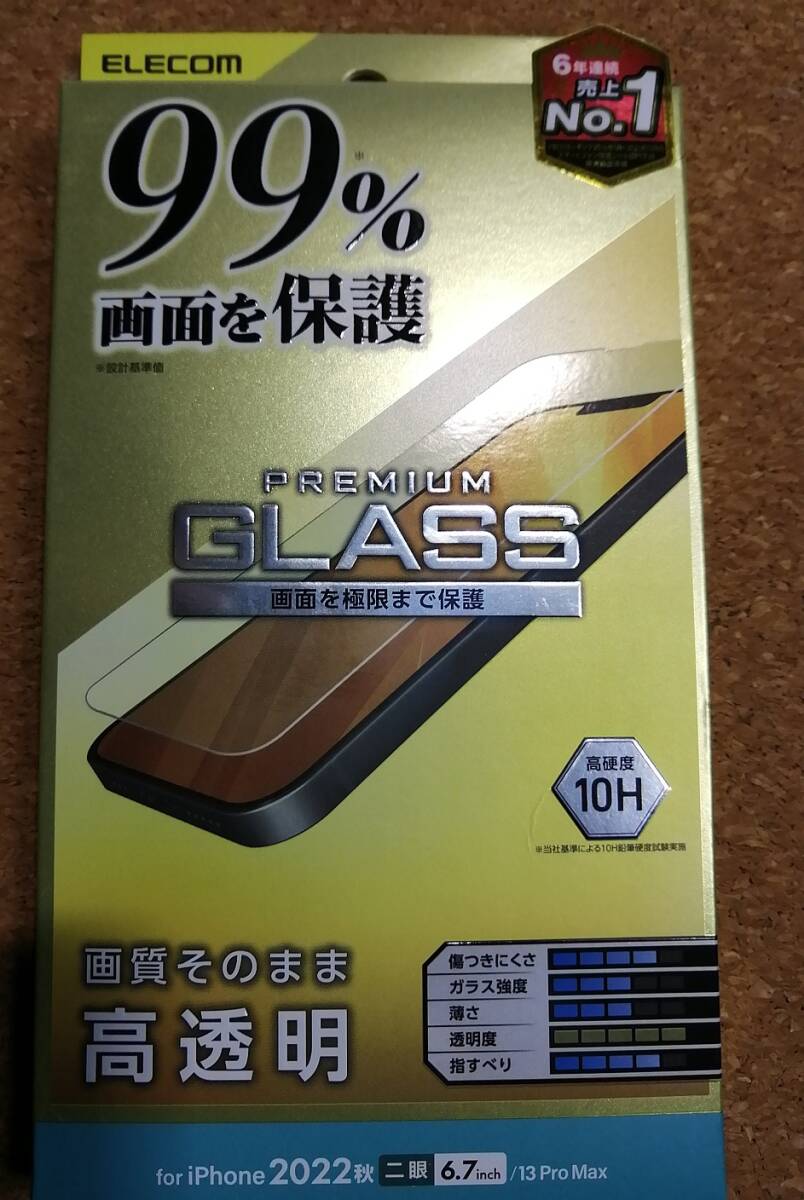 ELECOM
6年連続
売上
No.1
99%
※
画面を保護
※設計基準値
PREMIUM
GLASS
画面を極限まで保護
高硬度
10H
※当社基準による10H鉛筆硬度試験実施
画質そのまま
高透明
傷つきにくさ
ガラス強度
薄さ
透明度
指すべり
for iPhone 2022秋 二眼 6.7inch /13 Pro Max